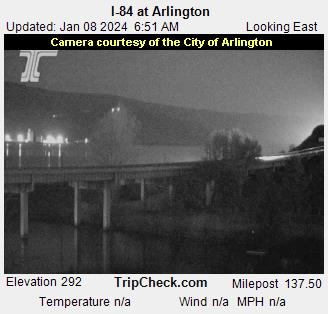 I-84 at Arlington
Updated: Jan 08 2024 6:51 AM Looking East
Camera courtesy of the City of Arlington
Elevation 292 TripCheck.com Milepost 137.50
Temperature n/a Wind n/a MPH n/a